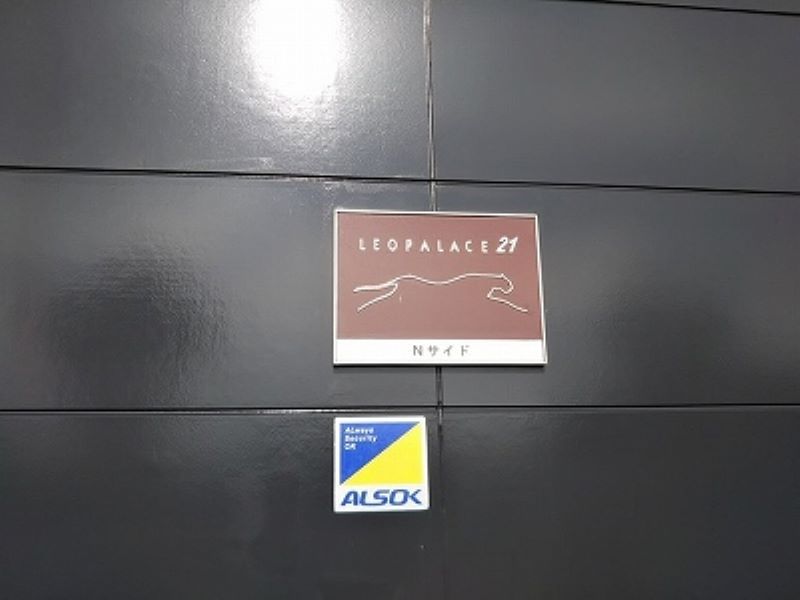 LEOPALACE 21
Nサイド
ALways
Security
OK
ALSOK